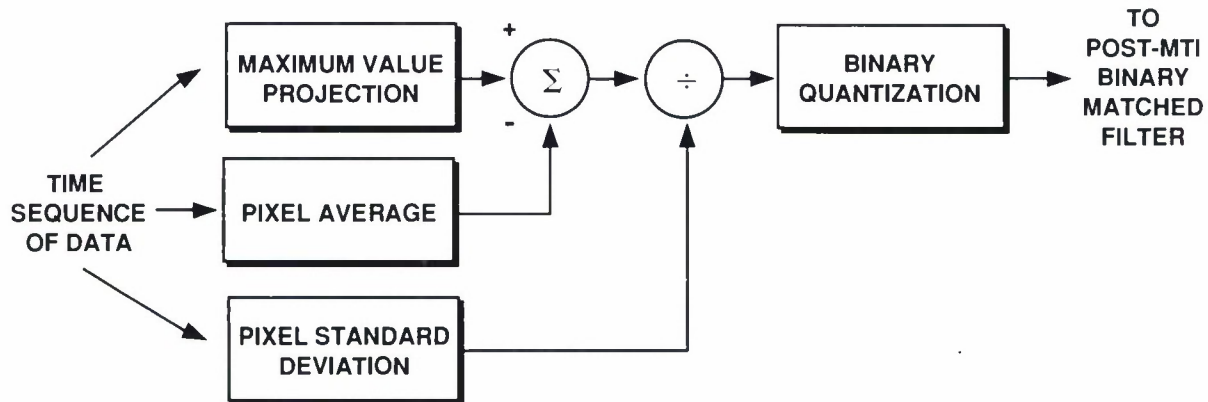 TIME
SEQUENCE
OF DATA
MAXIMUM VALUE
PROJECTION
PIXEL AVERAGE
PIXEL STANDARD
DEVIATION
+
-
Σ
÷
BINARY
QUANTIZATION
TO
POST-MTI
BINARY
MATCHED
FILTER